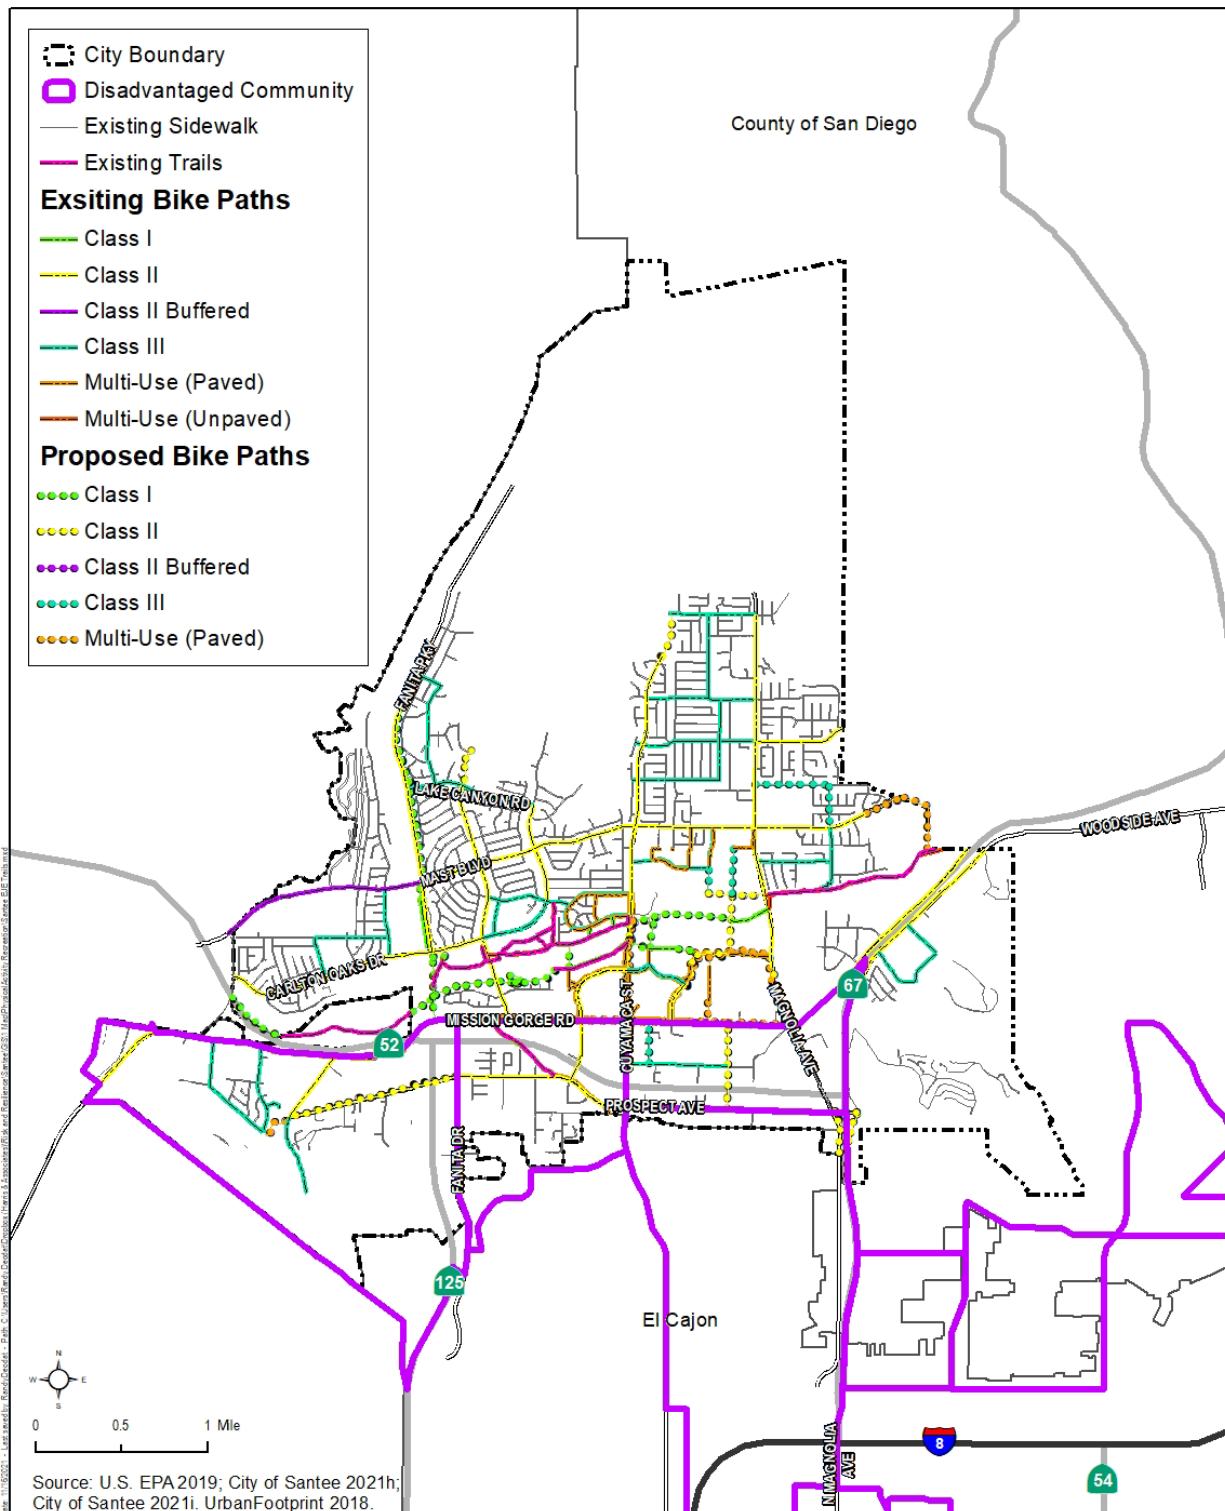 City Boundary
Disadvantaged Community
Existing Sidewalk
Existing Trails
Exsiting Bike Paths
Class I
Class II
Class II Buffered
Class III
Multi-Use (Paved)
Multi-Use (Unpaved)
Proposed Bike Paths
Class I
Class II
Class II Buffered
Class III
Multi-Use (Paved)
County of San Diego
FANITA PKY
LAKE CANYON RD
WOODSIDE AVE
MAST BLVD
CARLTON OAKS DR
67
MAGNOLIA AVE
MISSION GORGE RD
CUYAMACA ST
52
PROSPECT AVE
FANITA DR
125
El Cajon
N
W E
S
0 0.5 1 Mile
N MAGNOLIA
AVE
8
54
Source: U.S. EPA 2019; City of Santee 2021h;
City of Santee 2021i. UrbanFootprint 2018.